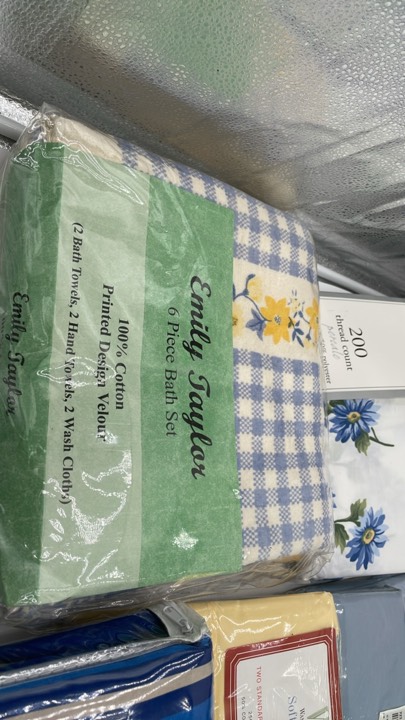 Emily Taylor
6 Piece Bath Set
100% Cotton
Printed Design Velour
(2 Bath Towels, 2 Hand Towels, 2 Wash Cloths)
Emily Taylor
200
thread count
percale
TWO STANDARD